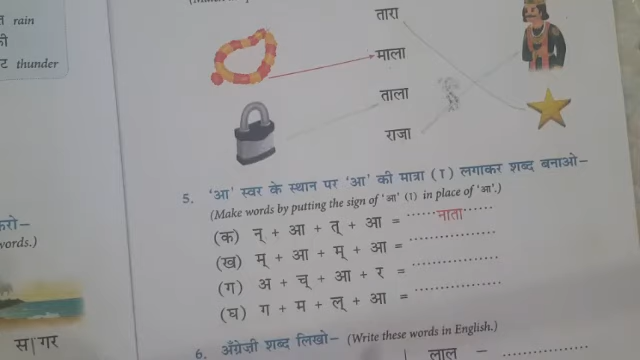 rain
thunder
तारा
माला
ताला
राजा
5. 'आ' स्वर के स्थान पर 'आ' की मात्रा (ा) लगाकर शब्द बनाओ–
(Make words by putting the sign of 'आ' (ा) in place of 'आ'.)
(क) न् + आ + त् + आ = ......नाता......
(ख) म् + आ + म् + आ = ..................
(ग) अ + च् + आ + र = ..................
(घ) ग + म + ल् + आ = ..................
words.)
सागर
6. अँग्रेज़ी शब्द लिखो– (Write these words in English.)
लाल – ..................